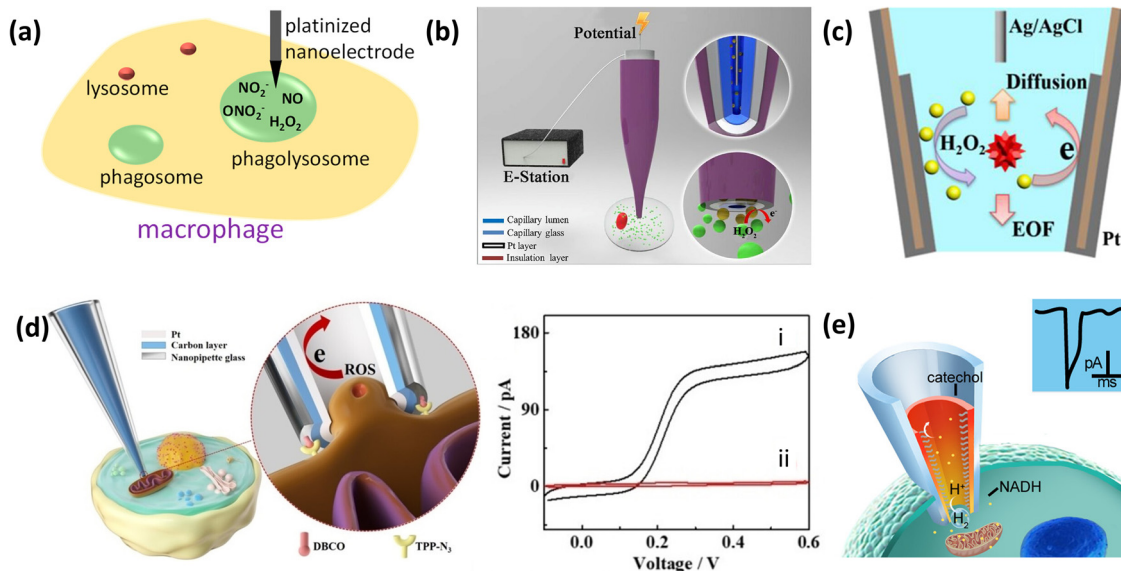 (a)
platinized
nanoelectrode
lysosome
NO₂⁻
NO
ONOO₂⁻
H₂O₂
phagolysosome
phagosome
macrophage
(b)
Potential
E-Station
e⁻
H₂O₂
Capillary lumen
Capillary glass
Pt layer
Insulation layer
(c)
Ag/AgCl
Diffusion
H₂O₂
e
EOF
Pt
(d)
Pt
Carbon layer
Nanopipette glass
e
ROS
DBCO
TPP-N₃
180
90
0
Current / pA
i
ii
0.0 0.2 0.4 0.6
Voltage / V
(e)
pA
ms
catechol
NADH
H⁺
H₂